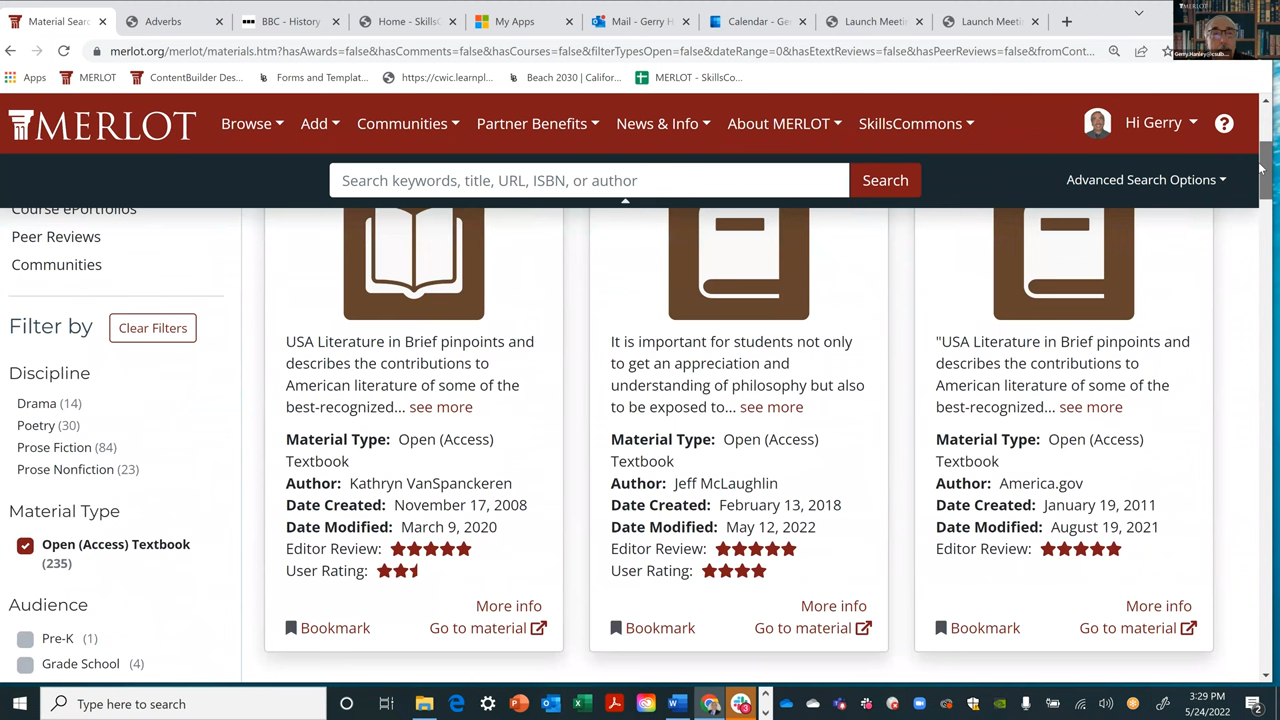 Material Sear
Adverbs
BBC - History
Home - SkillsC
My Apps
Mail - Gerry H
Calendar - Ge
Launch Meeti
Launch Meeti
merlot.org/merlot/materials.htm?hasAwards=false&hasComments=false&hasCourses=false&filterTypesOpen=false&dateRange=0&hasEtextReviews=false&hasPeerReviews=false&fromCont...
Apps
MERLOT
ContentBuilder Des...
Forms and Templat...
https://cwic.learnpl...
Beach 2030 | Califor...
MERLOT - SkillsCo...
MERLOT
Gerry.Hanley@csulb...
MERLOT
Browse
Add
Communities
Partner Benefits
News & Info
About MERLOT
SkillsCommons
Hi Gerry
?
Search keywords, title, URL, ISBN, or author
Search
Advanced Search Options
Course ePortfolios
Peer Reviews
Communities
Filter by
Clear Filters
Discipline
Drama (14)
Poetry (30)
Prose Fiction (84)
Prose Nonfiction (23)
Material Type
Open (Access) Textbook
(235)
Audience
Pre-K (1)
Grade School (4)
USA Literature in Brief pinpoints and
describes the contributions to
American literature of some of the
best-recognized... see more
Material Type: Open (Access)
Textbook
Author: Kathryn VanSpanckeren
Date Created: November 17, 2008
Date Modified: March 9, 2020
Editor Review:
User Rating:
More info
Bookmark
Go to material
It is important for students not only
to get an appreciation and
understanding of philosophy but also
to be exposed to... see more
Material Type: Open (Access)
Textbook
Author: Jeff McLaughlin
Date Created: February 13, 2018
Date Modified: May 12, 2022
Editor Review:
User Rating:
More info
Bookmark
Go to material
"USA Literature in Brief pinpoints and
describes the contributions to
American literature of some of the
best-recognized... see more
Material Type: Open (Access)
Textbook
Author: America.gov
Date Created: January 19, 2011
Date Modified: August 19, 2021
Editor Review:
More info
Bookmark
Go to material
Type here to search
3:29 PM
5/24/2022
2